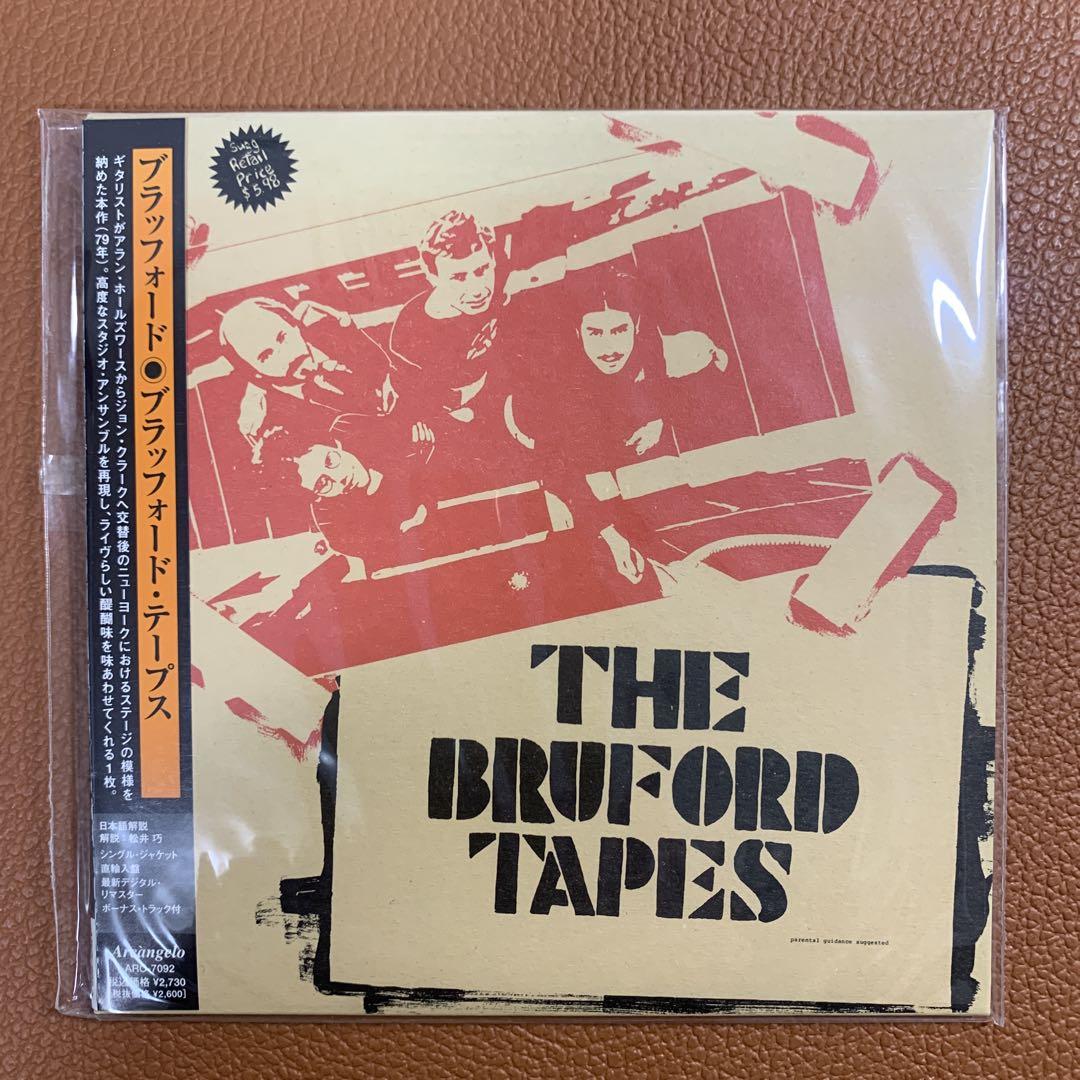 ブラッフォード◉ブラッフォード・テープス
ギタリストがアラン・ホールズワースからジョン・クラークへ交替後のニューヨークにおけるステージの模様を
納めた本作(79年)。高度なスタジオ・アンサンブルを再現し、ライヴらしい醍醐味を味あわせてくれる1枚。
日本語解説
解説:松井 巧
シングル・ジャケット
直輸入盤
最新デジタル・
リマスター
ボーナス・トラック付
Arcàngelo
ARC-7092
税込価格 ¥2,730
[税抜価格 ¥2,600]
Sugg
Retail
Price
$5.98
THE
BRUFORD
TAPES
parental guidance suggested